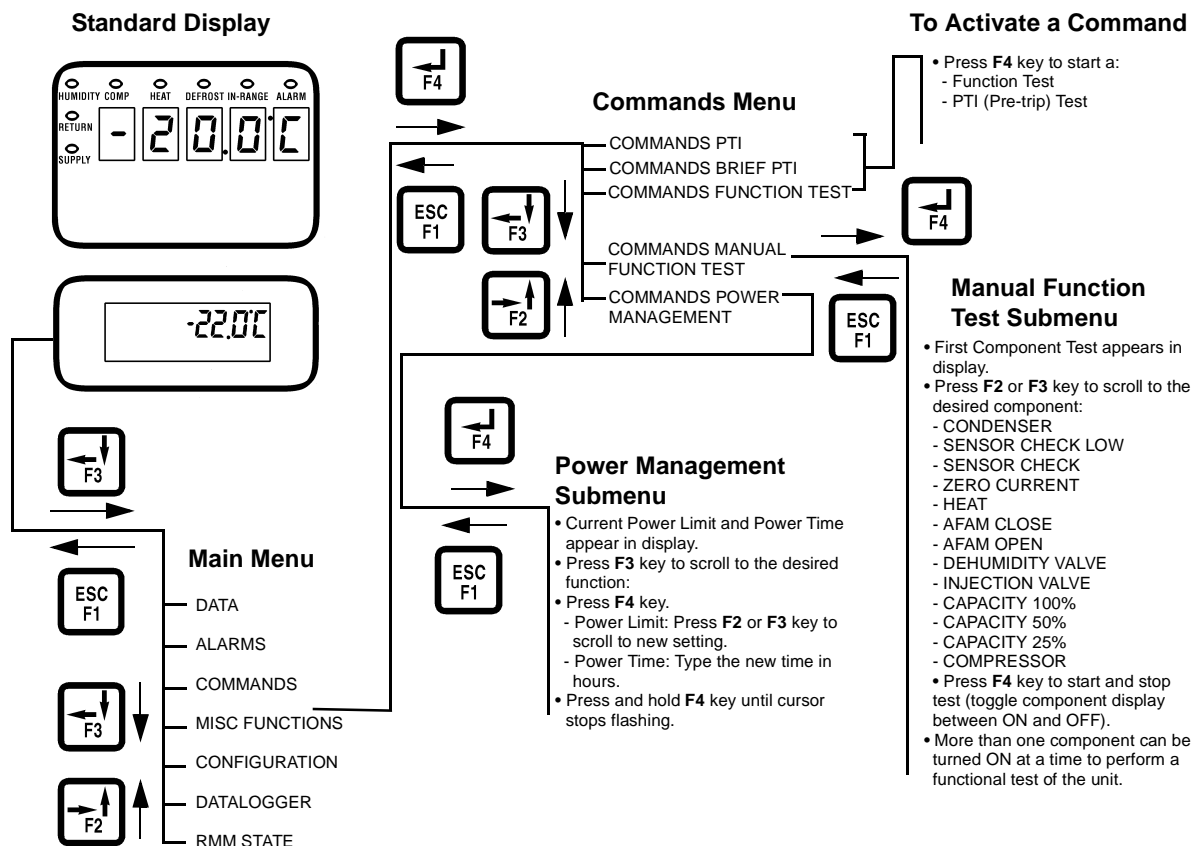 Standard Display
HUMIDITY COMP HEAT DEFROST IN-RANGE ALARM
RETURN
SUPPLY
- 20.0°C
-22.0°C
F3
ESC
F1
F3
F2
Main Menu
DATA
ALARMS
COMMANDS
MISC FUNCTIONS
CONFIGURATION
DATALOGGER
RMM STATE
F4
ESC
F1
F3
F2
Commands Menu
COMMANDS PTI
COMMANDS BRIEF PTI
COMMANDS FUNCTION TEST
COMMANDS MANUAL
FUNCTION TEST
COMMANDS POWER
MANAGEMENT
F4
ESC
F1
Power Management
Submenu
• Current Power Limit and Power Time
appear in display.
• Press F3 key to scroll to the desired
function:
• Press F4 key.
- Power Limit: Press F2 or F3 key to
scroll to new setting.
- Power Time: Type the new time in
hours.
• Press and hold F4 key until cursor
stops flashing.
To Activate a Command
• Press F4 key to start a:
- Function Test
- PTI (Pre-trip) Test
F4
ESC
F1
Manual Function
Test Submenu
• First Component Test appears in
display.
• Press F2 or F3 key to scroll to the
desired component:
- CONDENSER
- SENSOR CHECK LOW
- SENSOR CHECK
- ZERO CURRENT
- HEAT
- AFAM CLOSE
- AFAM OPEN
- DEHUMIDITY VALVE
- INJECTION VALVE
- CAPACITY 100%
- CAPACITY 50%
- CAPACITY 25%
- COMPRESSOR
• Press F4 key to start and stop
test (toggle component display
between ON and OFF).
• More than one component can be
turned ON at a time to perform a
functional test of the unit.